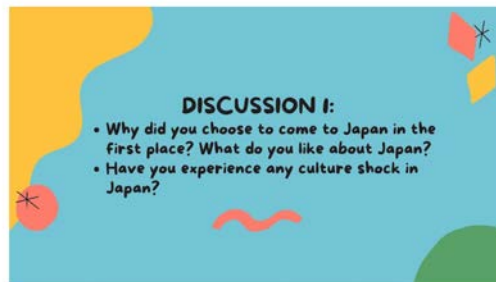 DISCUSSION 1:
• Why did you choose to come to Japan in the
first place? What do you like about Japan?
• Have you experience any culture shock in
Japan?